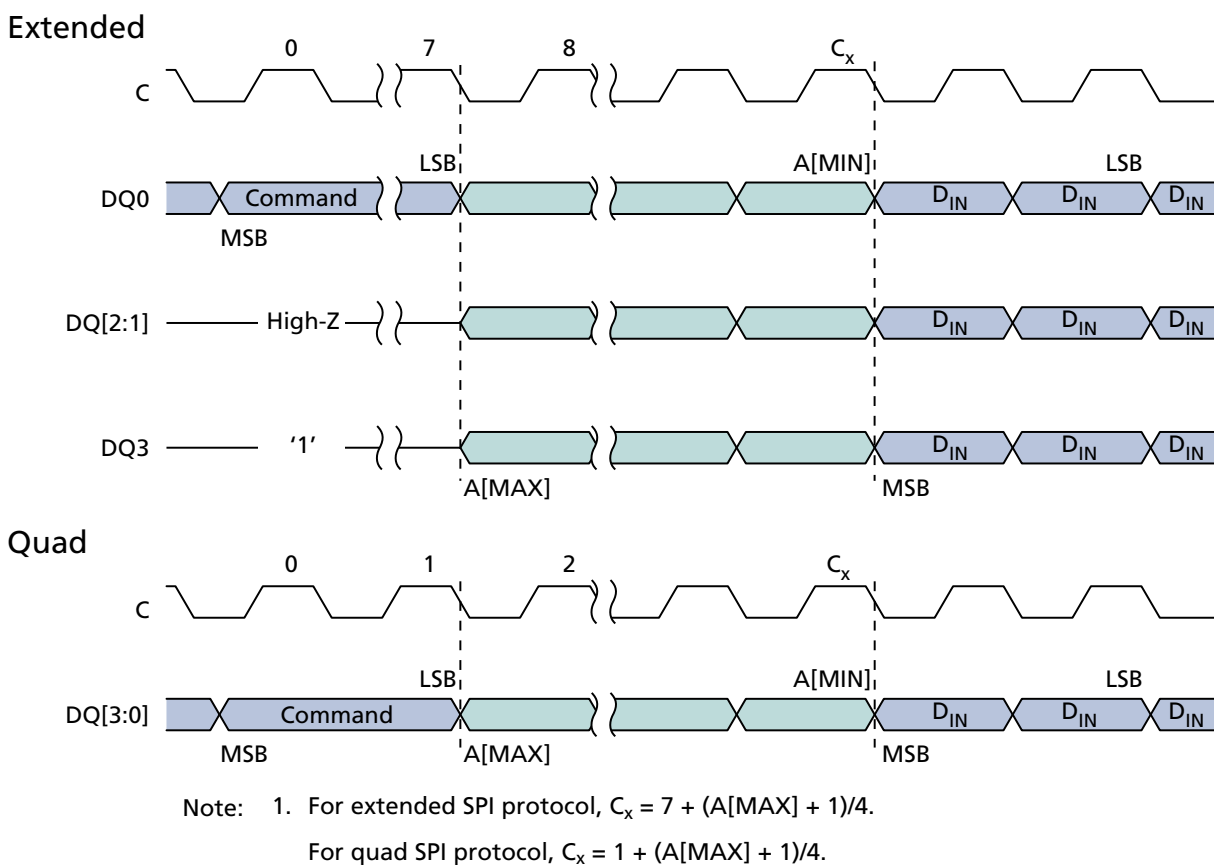 Extended
0 7 8 Cx
C
LSB A[MIN] LSB
DQ0 Command DIN DIN DIN
MSB
DQ[2:1] High-Z DIN DIN DIN
DQ3 '1' DIN DIN DIN
A[MAX] MSB
Quad
0 1 2 Cx
C
LSB A[MIN] LSB
DQ[3:0] Command DIN DIN DIN
MSB A[MAX] MSB
Note: 1. For extended SPI protocol, Cx = 7 + (A[MAX] + 1)/4.
For quad SPI protocol, Cx = 1 + (A[MAX] + 1)/4.